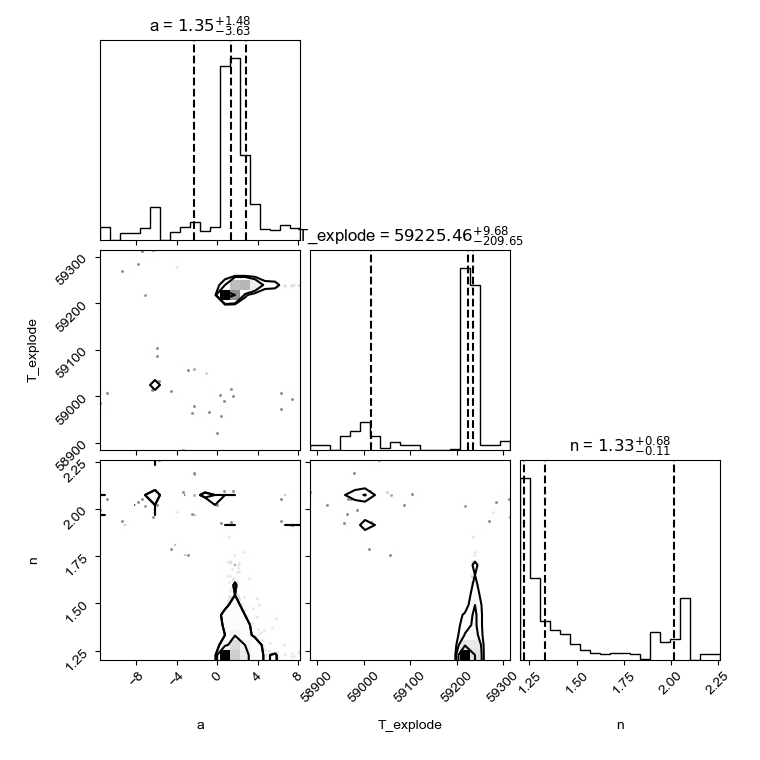 a = 1.35+1.48−3.63
T_explode = 59225.46+9.68−209.65
59300
59200
59100
59000
58900
T_explode
n = 1.33+0.68−0.11
2.25
2.00
1.75
1.50
1.25
n
−8 −4 0 4 8
58900 59000 59100 59200 59300
1.25 1.50 1.75 2.00 2.25
a T_explode n